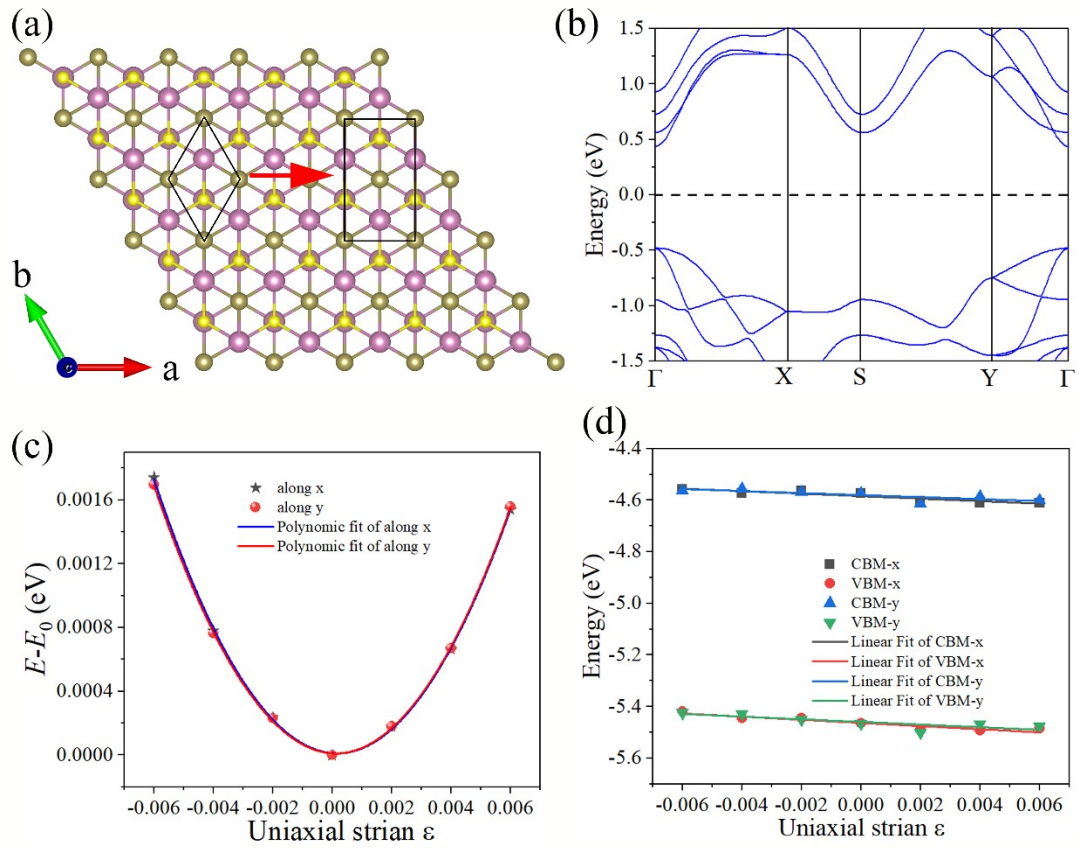 (a)
b
c
a
(b)
Energy (eV)
1.5
1.0
0.5
0.0
-0.5
-1.0
-1.5
Γ X S Y Γ
(c)
E-E0 (eV)
0.0016
0.0012
0.0008
0.0004
0.0000
along x
along y
Polynomic fit of along x
Polynomic fit of along y
-0.006 -0.004 -0.002 0.000 0.002 0.004 0.006
Uniaxial strian ε
(d)
Energy (eV)
-4.4
-4.6
-4.8
-5.0
-5.2
-5.4
-5.6
CBM-x
VBM-x
CBM-y
VBM-y
Linear Fit of CBM-x
Linear Fit of VBM-x
Linear Fit of CBM-y
Linear Fit of VBM-y
-0.006 -0.004 -0.002 0.000 0.002 0.004 0.006
Uniaxial strian ε